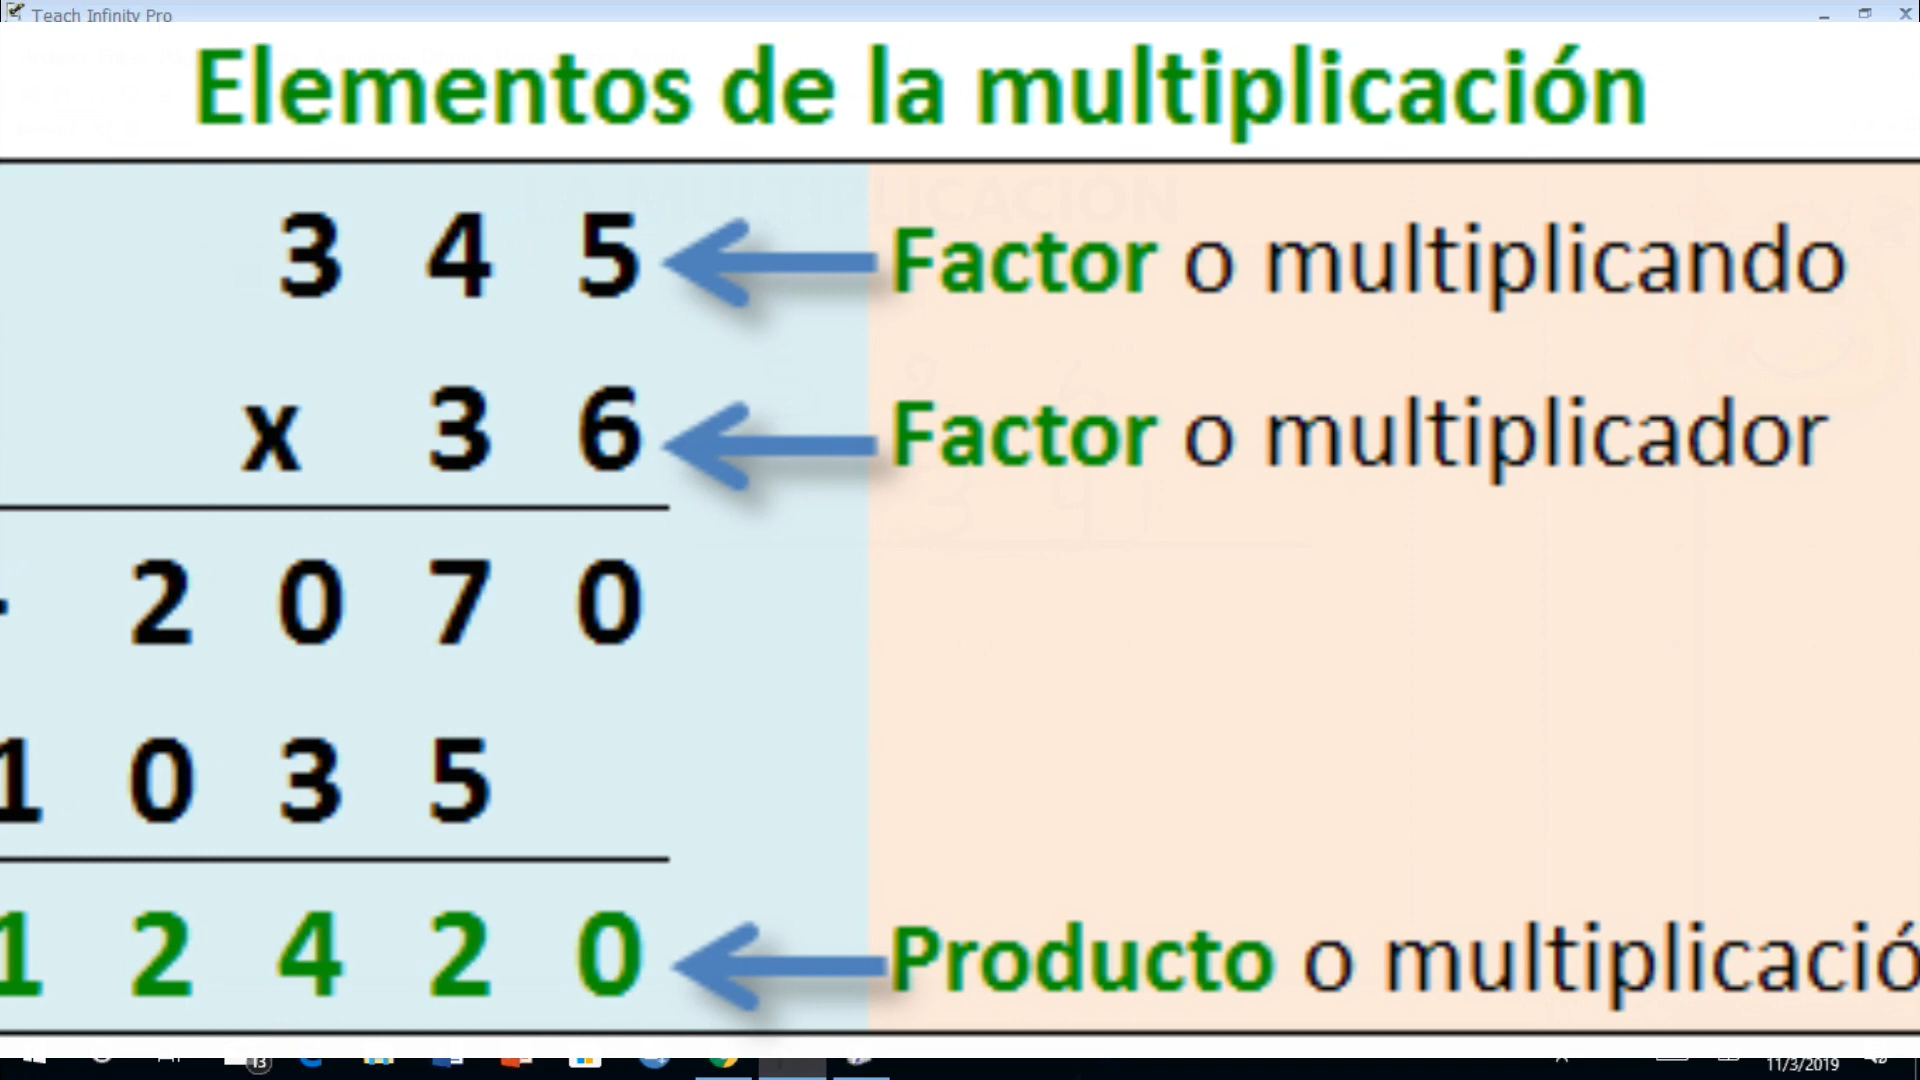 Teach Infinity Pro
Elementos de la multiplicación
3 4 5 Factor o multiplicando
x 3 6 Factor o multiplicador
2 0 7 0
1 0 3 5
1 2 4 2 0 Producto o multiplicació
13
11/3/2019